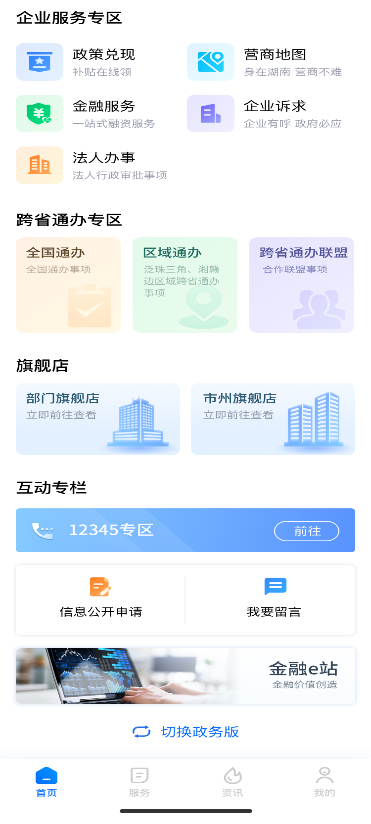 企业服务专区
政策兑现
补贴在线领
营商地图
身在湖南 营商不难
金融服务
一站式融资服务
企业诉求
企业有呼 政府必应
法人办事
法人行政审批事项
跨省通办专区
全国通办
全国通办事项
区域通办
泛珠三角、湘赣
边区域跨省通办
事项
跨省通办联盟
合作联盟事项
旗舰店
部门旗舰店
立即前往查看
市州旗舰店
立即前往查看
互动专栏
12345专区
前往
信息公开申请
我要留言
金融e站
金融价值创造
切换政务版
首页
服务
资讯
我的